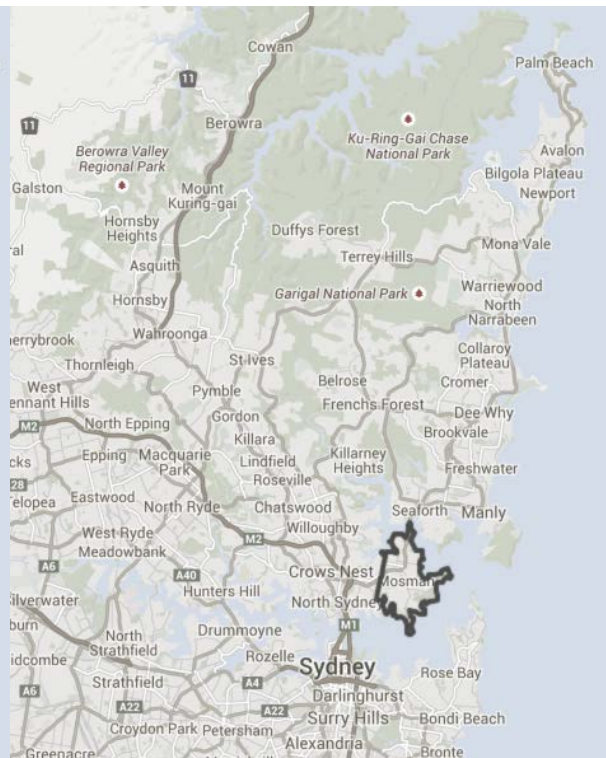 Cowan
Palm Beach
11
Berowra
Ku-Ring-Gai Chase
National Park
11
Berowra Valley
Regional Park
Avalon
Bilgola Plateau
Galston
Mount
Kuring-gai
Newport
Hornsby
Heights
Duffys Forest
Mona Vale
ral
Terrey Hills
Asquith
Hornsby
Garigal National Park
Warriewood
North
Narrabeen
Wahroonga
herrybrook
Thornleigh
St Ives
Collaroy
Plateau
West
ennant Hills
Pymble
Belrose
Cromer
Gordon
Frenchs Forest
Dee Why
M2
North Epping
Killara
Brookvale
cks
Epping
Macquarie
Park
Lindfield
Killarney
Heights
Freshwater
28
Roseville
elopea
Eastwood
North Ryde
Chatswood
Seaforth
Manly
Willoughby
West Ryde
M2
Meadowbank
A6
A40
Crows Nest
Mosman
Hunters Hill
North Sydney
Silverwater
M1
burn
North
Strathfield
Drummoyne
idcombe
Rozelle
Sydney
Rose Bay
Strathfield
A4
A6
Darlinghurst
A22
A22
Surry Hills
Bondi Beach
Croydon Park
Petersham
Alexandria
Greenacre
Bronte